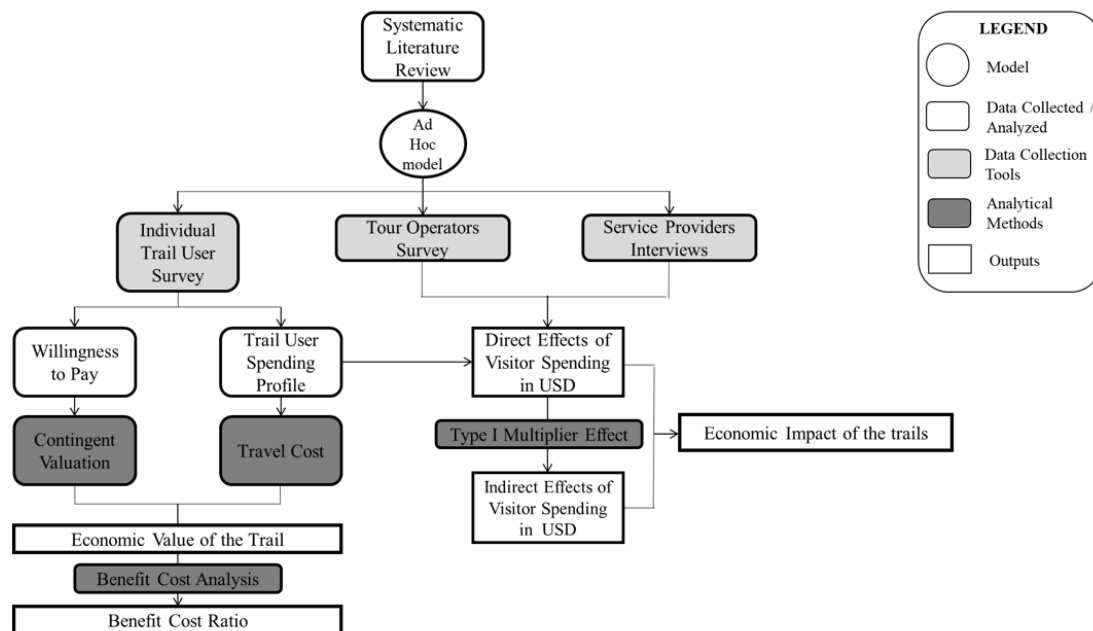 Systematic
Literature
Review
Ad
Hoc
model
Individual
Trail User
Survey
Tour Operators
Survey
Service Providers
Interviews
Willingness
to Pay
Trail User
Spending
Profile
Direct Effects of
Visitor Spending
in USD
Contingent
Valuation
Travel Cost
Type I Multiplier Effect
Economic Impact of the trails
Indirect Effects of
Visitor Spending
in USD
Economic Value of the Trail
Benefit Cost Analysis
Benefit Cost Ratio
LEGEND
Model
Data Collected /
Analyzed
Data Collection
Tools
Analytical
Methods
Outputs